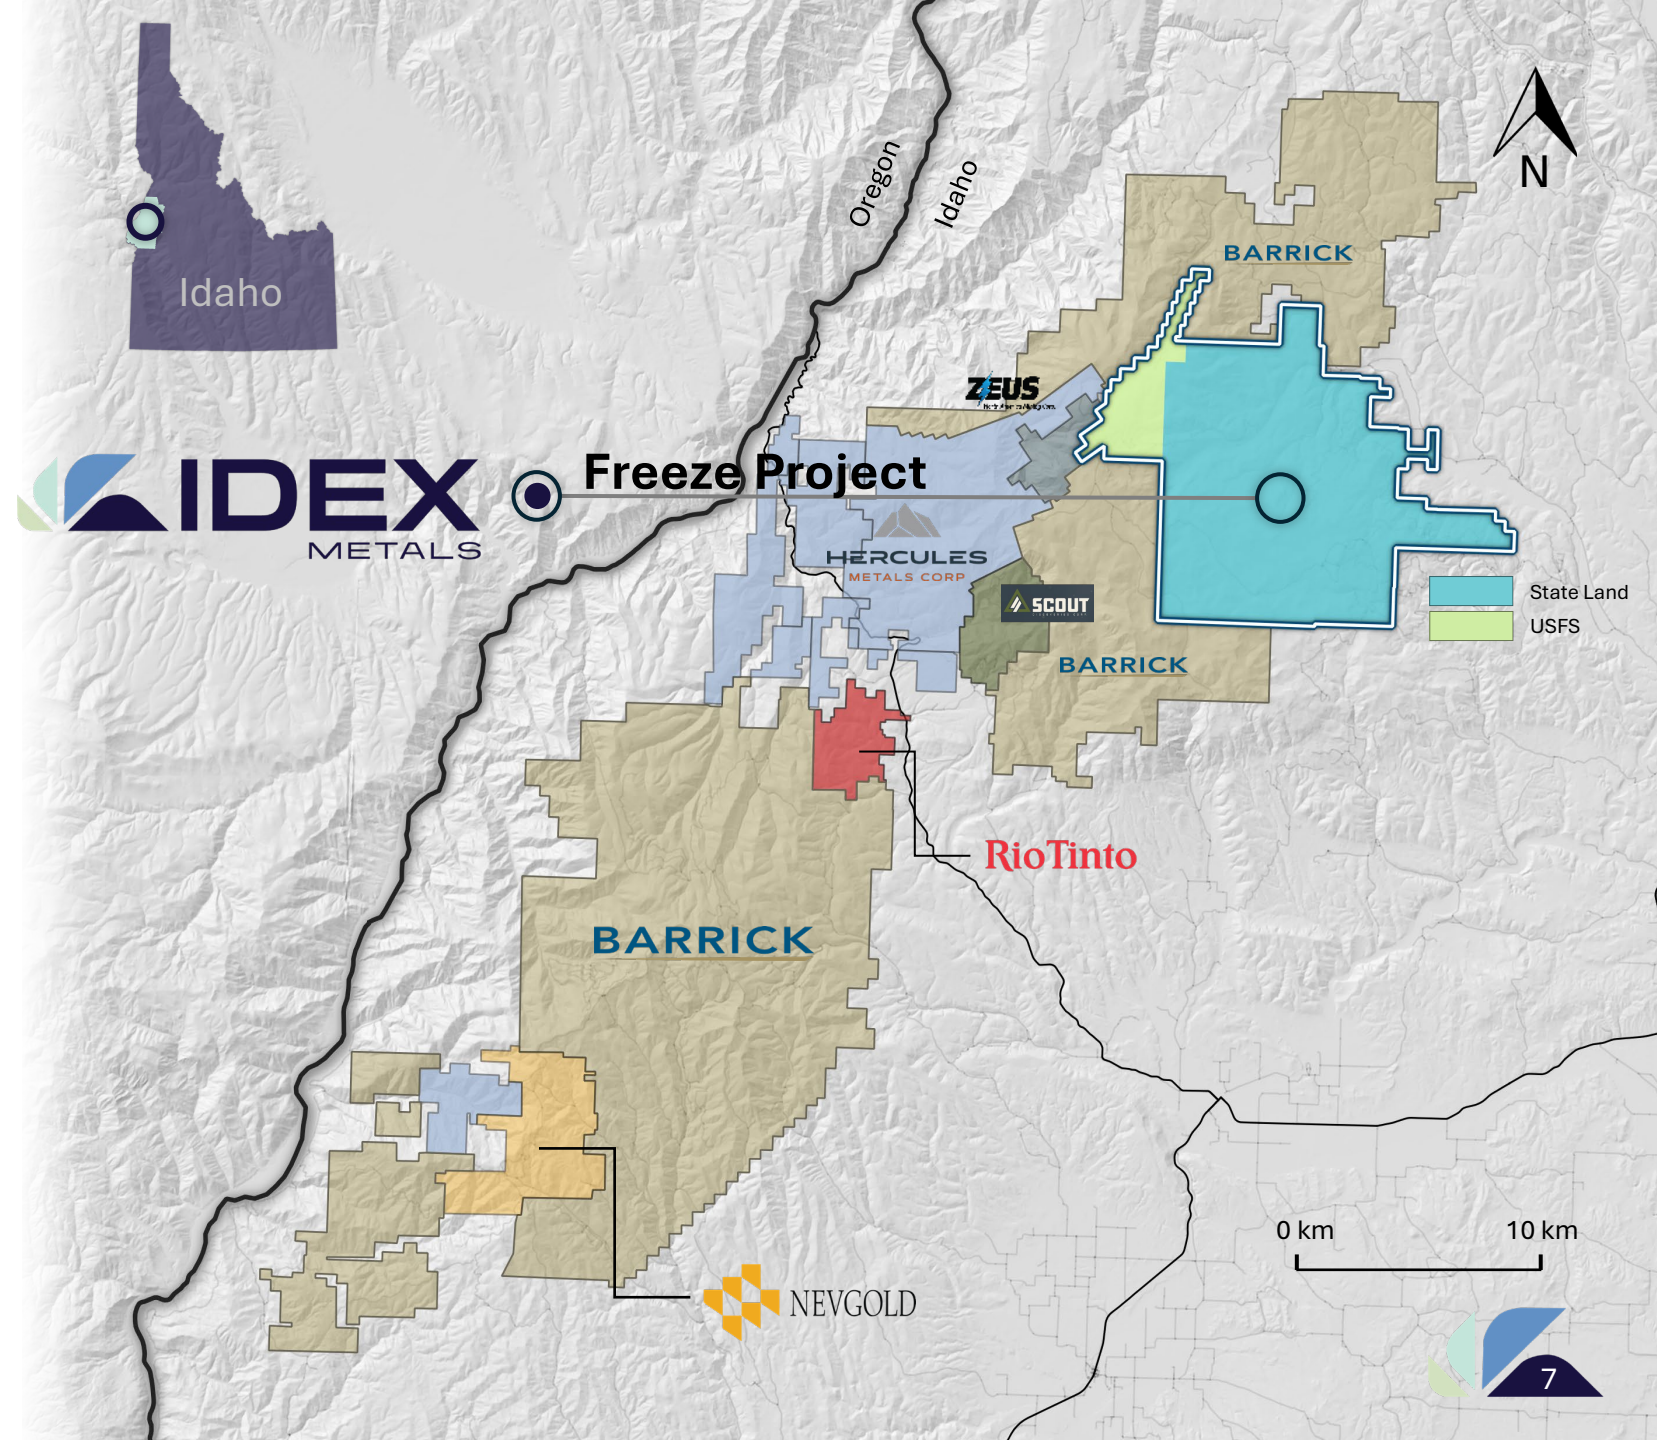 Idaho
Oregon
Idaho
N
BARRICK
ZEUS
Freeze Project
IDEX
METALS
HERCULES
METALS CORP
SCOUT
State Land
USFS
BARRICK
RioTinto
BARRICK
0 km
10 km
NEVGOLD
7